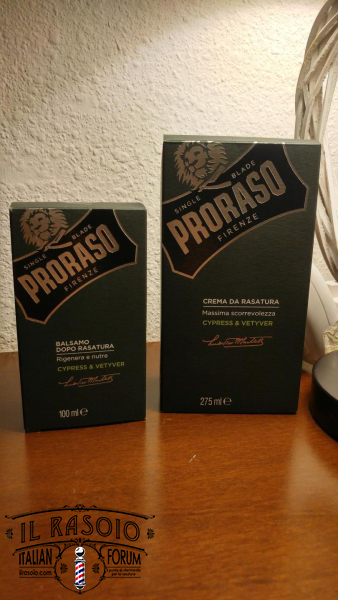 SINGLE BLADE
PRORASO
FIRENZE
BALSAMO
DOPO RASATURA
Rigenera e nutre
CYPRESS & VETYVER
100 ml ℮
SINGLE BLADE
PRORASO
FIRENZE
CREMA DA RASATURA
Massima scorrevolezza
CYPRESS & VETYVER
275 ml ℮
IL RASOIO
ITALIAN FORUM
ilrasoio.com